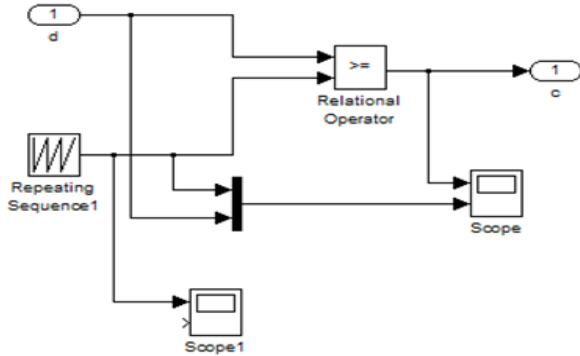 1
d
>=
Relational
Operator
1
c
Repeating
Sequence1
Scope
Scope1